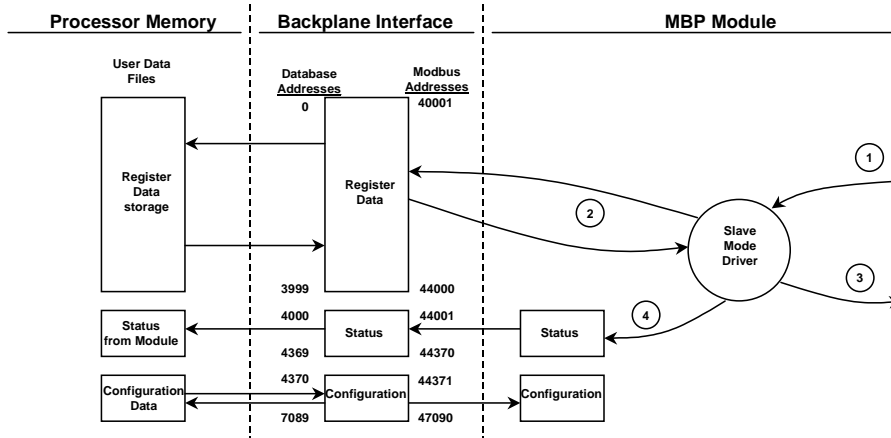 Processor Memory
Backplane Interface
MBP Module
User Data
Files
Database
Addresses
Modbus
Addresses
0
40001
Register
Data
storage
Register
Data
1
2
Slave
Mode
Driver
3
3999
44000
4000
44001
Status
from Module
Status
Status
4
4369
44370
4370
44371
Configuration
Data
Configuration
Configuration
7089
47090